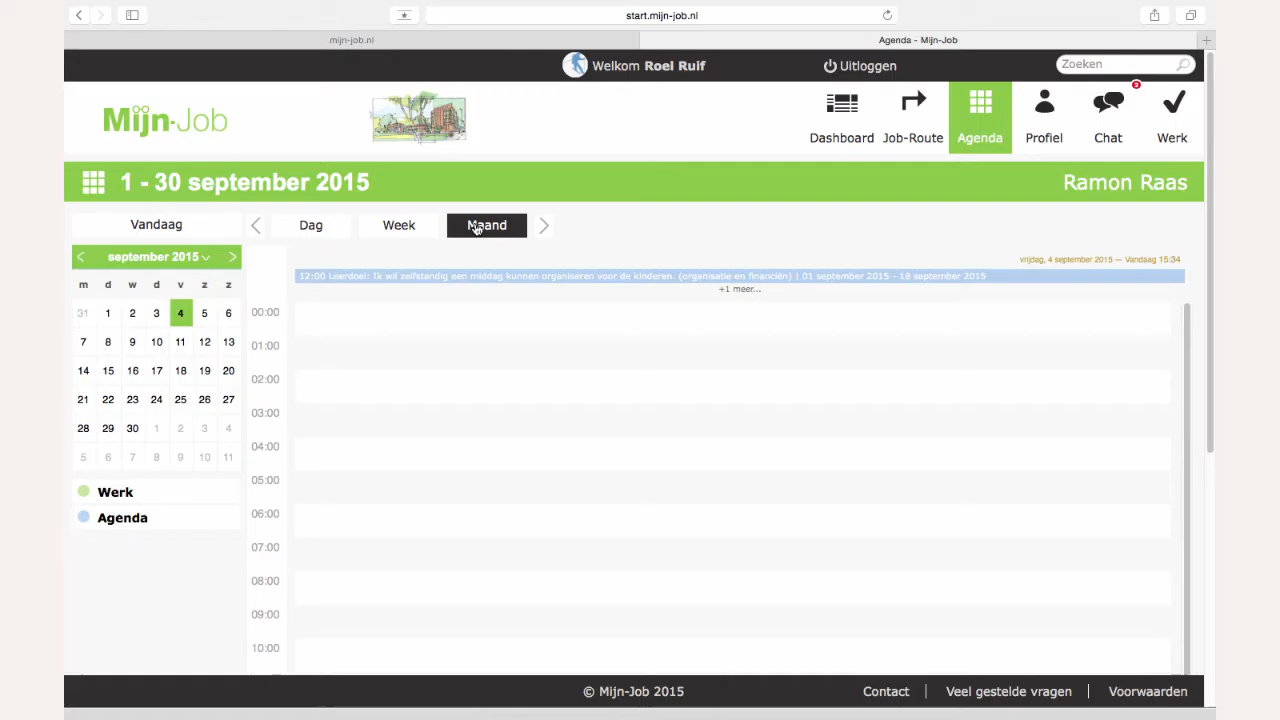 start.mijn-job.nl
mijn-job.nl
Agenda - Mijn-Job
Welkom Roel Ruif
Uitloggen
Zoeken
Mijn-Job
2
Dashboard
Job-Route
Agenda
Profiel
Chat
Werk
1 - 30 september 2015
Ramon Raas
Vandaag
Dag
Week
Maand
september 2015
vrijdag, 4 september 2015 — Vandaag 15:34
12:00 Leerdoel: Ik wil zelfstandig een middag kunnen organiseren voor de kinderen. (organisatie en financiën) | 01 september 2015 - 18 september 2015
+1 meer...
m d w d v z z
31 1 2 3 4 5 6
7 8 9 10 11 12 13
14 15 16 17 18 19 20
21 22 23 24 25 26 27
28 29 30 1 2 3 4
5 6 7 8 9 10 11
Werk
Agenda
00:00
01:00
02:00
03:00
04:00
05:00
06:00
07:00
08:00
09:00
10:00
© Mijn-Job 2015
Contact
Veel gestelde vragen
Voorwaarden